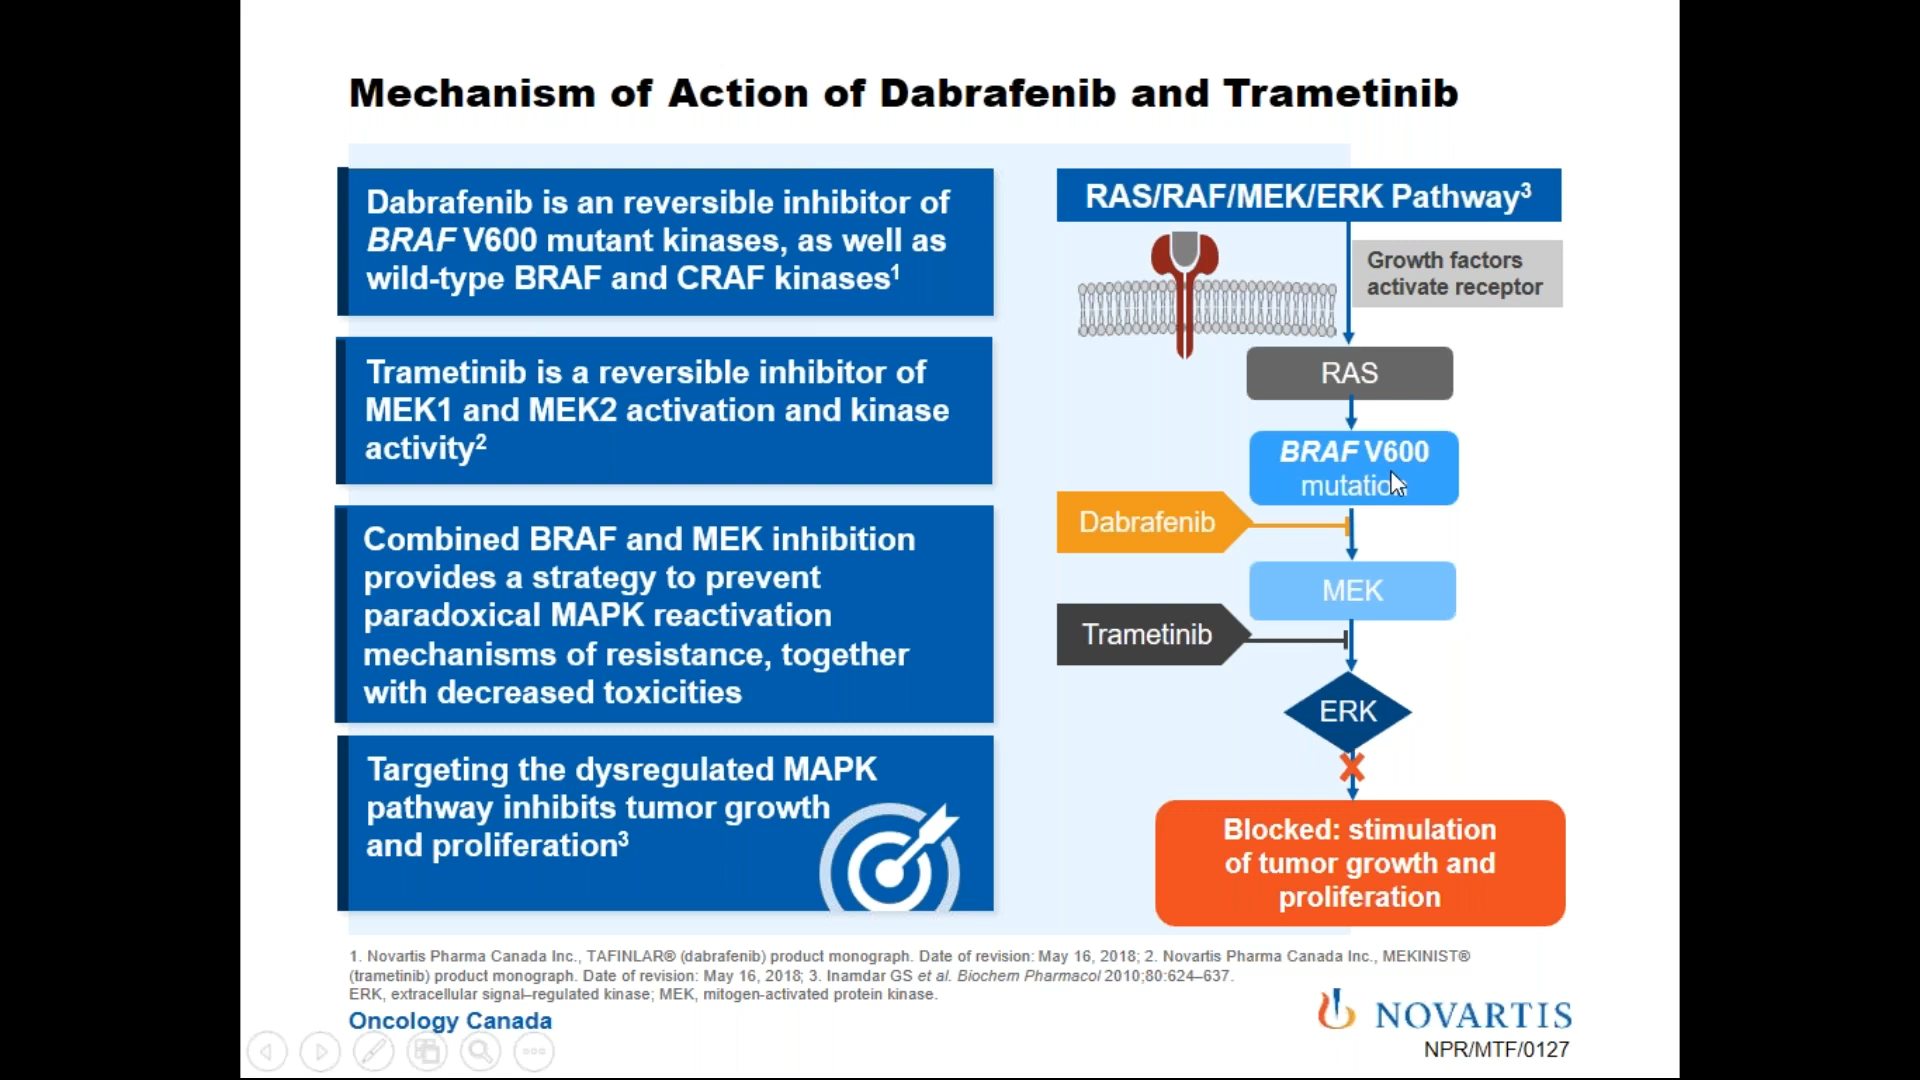 Mechanism of Action of Dabrafenib and Trametinib
Dabrafenib is an reversible inhibitor of
BRAF V600 mutant kinases, as well as
wild-type BRAF and CRAF kinases1
Trametinib is a reversible inhibitor of
MEK1 and MEK2 activation and kinase
activity2
Combined BRAF and MEK inhibition
provides a strategy to prevent
paradoxical MAPK reactivation
mechanisms of resistance, together
with decreased toxicities
Targeting the dysregulated MAPK
pathway inhibits tumor growth
and proliferation3
RAS/RAF/MEK/ERK Pathway3
Growth factors
activate receptor
RAS
BRAF V600
mutation
Dabrafenib
MEK
Trametinib
ERK
Blocked: stimulation
of tumor growth and
proliferation
1. Novartis Pharma Canada Inc., TAFINLAR® (dabrafenib) product monograph. Date of revision: May 16, 2018; 2. Novartis Pharma Canada Inc., MEKINIST®
(trametinib) product monograph. Date of revision: May 16, 2018; 3. Inamdar GS et al. Biochem Pharmacol 2010;80:624–637.
ERK, extracellular signal–regulated kinase; MEK, mitogen-activated protein kinase.
Oncology Canada
NOVARTIS
NPR/MTF/0127